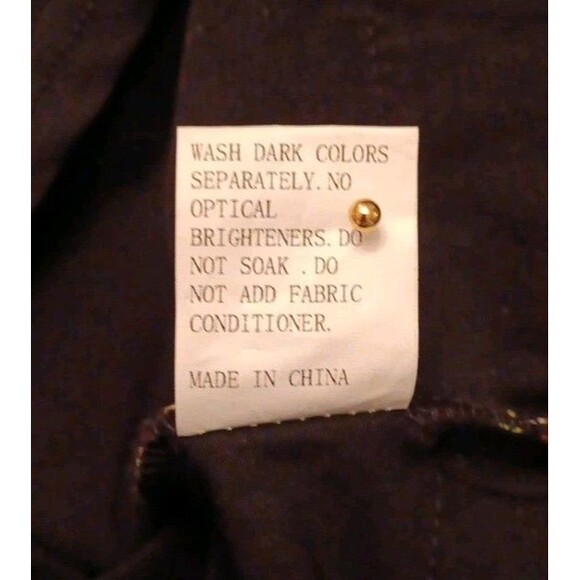 WASH DARK COLORS
SEPARATELY. NO
OPTICAL
BRIGHTENERS. DO
NOT SOAK . DO
NOT ADD FABRIC
CONDITIONER.
MADE IN CHINA